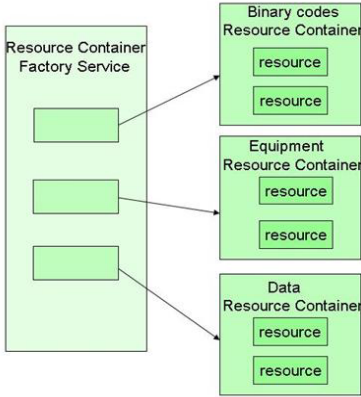 Resource Container
Factory Service
Binary codes
Resource Container
resource
resource
Equipment
Resource Container
resource
resource
Data
Resource Container
resource
resource